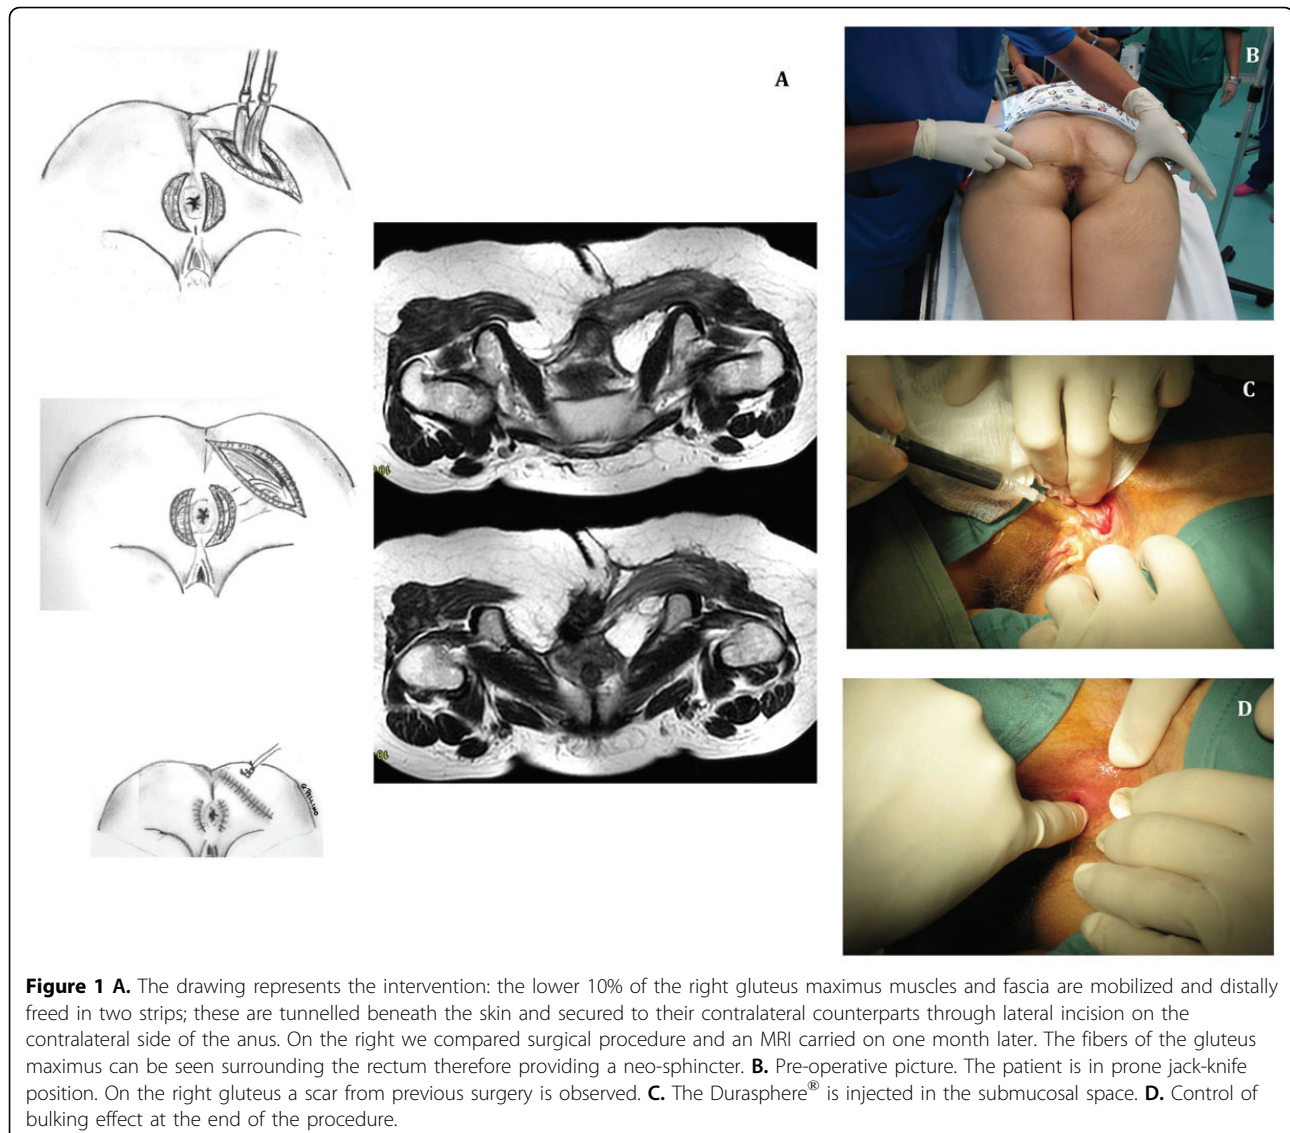 A
B
C
D
G. PELLINO
Figure 1 A. The drawing represents the intervention: the lower 10% of the right gluteus maximus muscles and fascia are mobilized and distally
freed in two strips; these are tunnelled beneath the skin and secured to their contralateral counterparts through lateral incision on the
contralateral side of the anus. On the right we compared surgical procedure and an MRI carried on one month later. The fibers of the gluteus
maximus can be seen surrounding the rectum therefore providing a neo-sphincter. B. Pre-operative picture. The patient is in prone jack-knife
position. On the right gluteus a scar from previous surgery is observed. C. The Durasphere® is injected in the submucosal space. D. Control of
bulking effect at the end of the procedure.